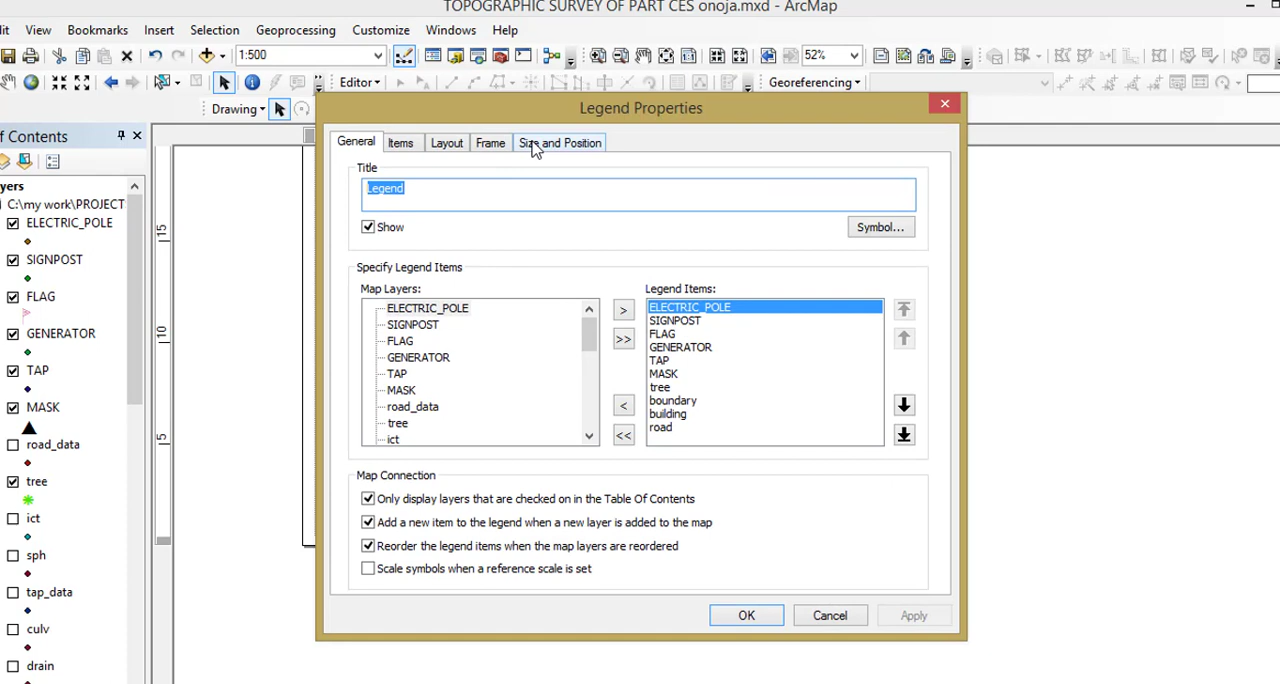 TOPOGRAPHIC SURVEY OF PART CES onoja.mxd - ArcMap
it View Bookmarks Insert Selection Geoprocessing Customize Windows Help
1:500 52%
Editor Georeferencing
Drawing
f Contents
yers
C:\my work\PROJECT
ELECTRIC_POLE
SIGNPOST
FLAG
GENERATOR
TAP
MASK
road_data
tree
ict
sph
tap_data
culv
drain
15
10
5
Legend Properties
General Items Layout Frame Size and Position
Title
Legend
Show Symbol...
Specify Legend Items
Map Layers: Legend Items:
ELECTRIC_POLE
SIGNPOST
FLAG
GENERATOR
TAP
MASK
road_data
tree
ict
> 
>>
<
<<
ELECTRIC_POLE
SIGNPOST
FLAG
GENERATOR
TAP
MASK
tree
boundary
building
road
Map Connection
Only display layers that are checked on in the Table Of Contents
Add a new item to the legend when a new layer is added to the map
Reorder the legend items when the map layers are reordered
Scale symbols when a reference scale is set
OK Cancel Apply